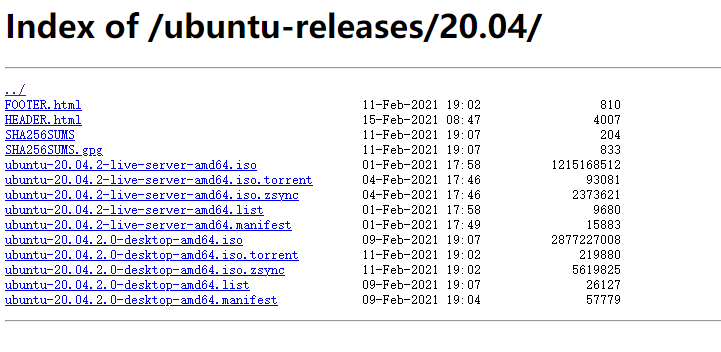 Index of /ubuntu-releases/20.04/
../
FOOTER.html 11-Feb-2021 19:02 810
HEADER.html 15-Feb-2021 08:47 4007
SHA256SUMS 11-Feb-2021 19:07 204
SHA256SUMS.gpg 11-Feb-2021 19:07 833
ubuntu-20.04.2-live-server-amd64.iso 01-Feb-2021 17:58 1215168512
ubuntu-20.04.2-live-server-amd64.iso.torrent 04-Feb-2021 17:46 93081
ubuntu-20.04.2-live-server-amd64.iso.zsync 04-Feb-2021 17:46 2373621
ubuntu-20.04.2-live-server-amd64.list 01-Feb-2021 17:58 9680
ubuntu-20.04.2-live-server-amd64.manifest 01-Feb-2021 17:49 15883
ubuntu-20.04.2.0-desktop-amd64.iso 09-Feb-2021 19:07 2877227008
ubuntu-20.04.2.0-desktop-amd64.iso.torrent 11-Feb-2021 19:02 219880
ubuntu-20.04.2.0-desktop-amd64.iso.zsync 11-Feb-2021 19:02 5619825
ubuntu-20.04.2.0-desktop-amd64.list 09-Feb-2021 19:07 26127
ubuntu-20.04.2.0-desktop-amd64.manifest 09-Feb-2021 19:04 57779